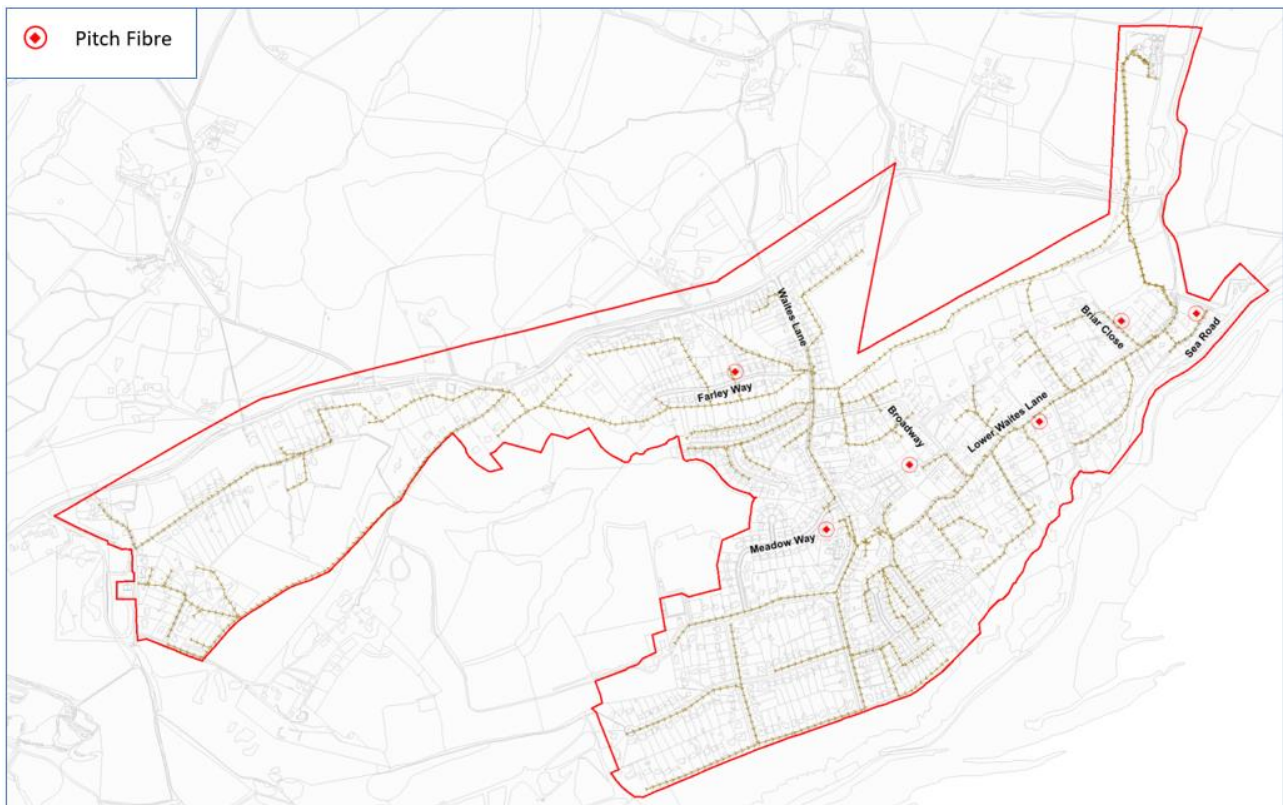 Pitch Fibre
Waites Lane
Briar Close
Sea Road
Farley Way
Broadway
Lower Waites Lane
Meadow Way